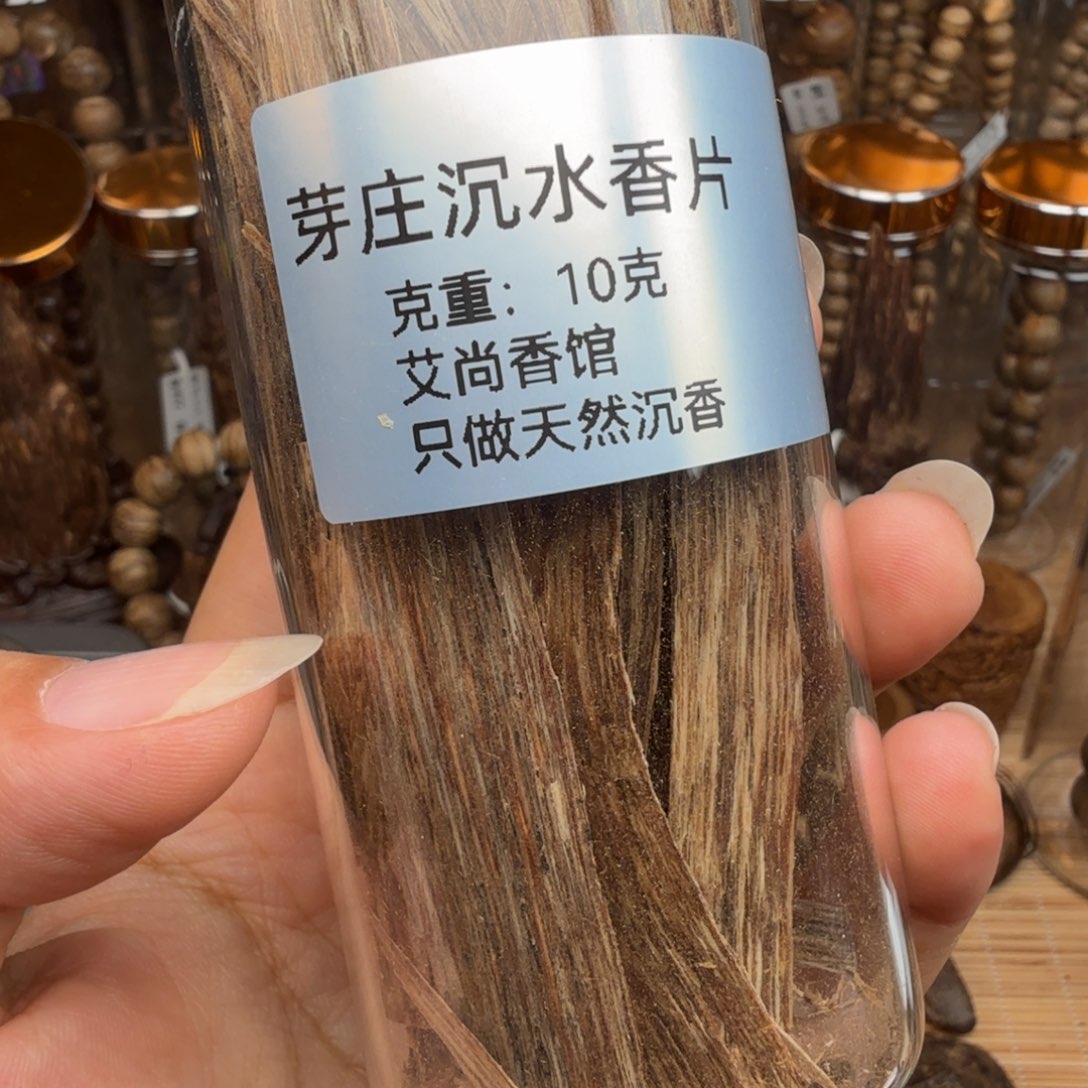 芽庄沉水香片
克重：10克
艾尚香馆
只做天然沉香